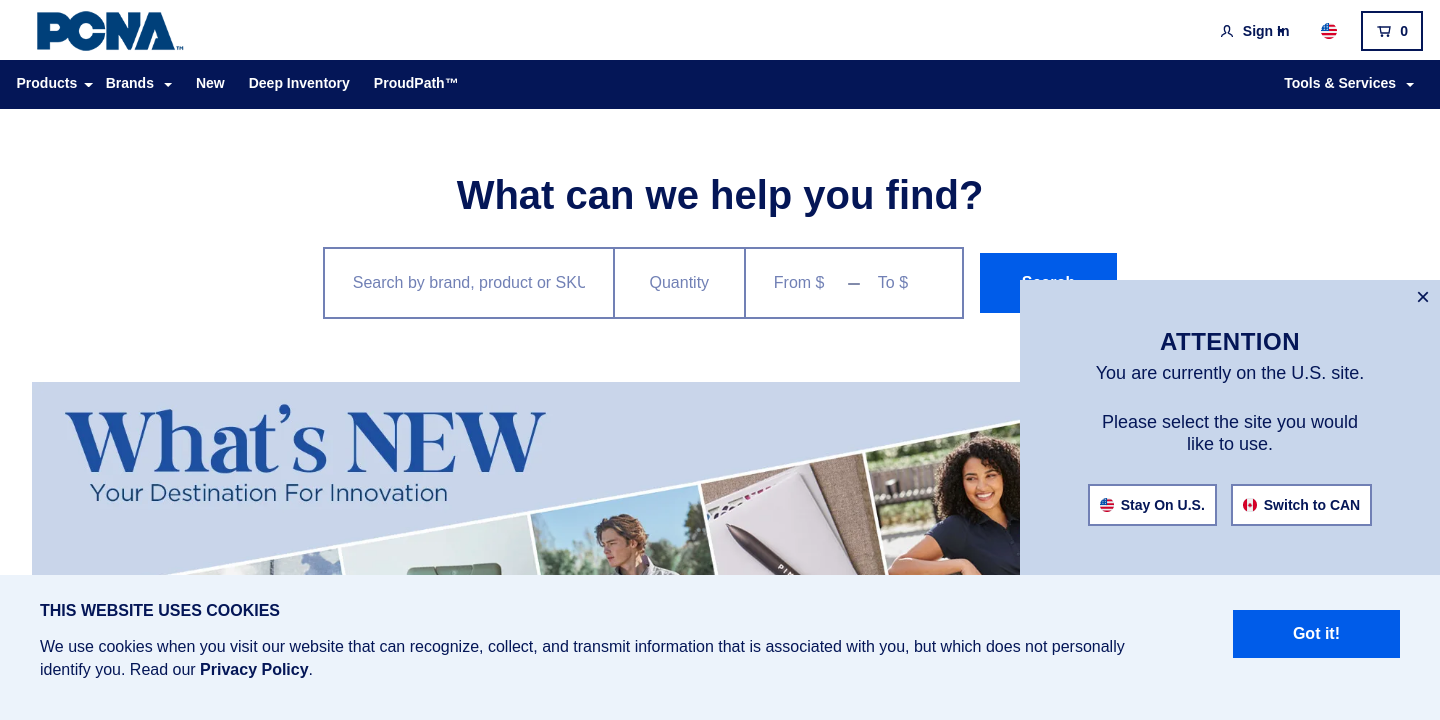 PCNA™
Sign In
0
Products
Brands
New
Deep Inventory
ProudPath™
Tools & Services
What can we help you find?
Search by brand, product or SKU
Quantity
From $
To $
Search
ATTENTION
You are currently on the U.S. site.
Please select the site you would
like to use.
Stay On U.S.
Switch to CAN
What's NEW
Your Destination For Innovation
THIS WEBSITE USES COOKIES
We use cookies when you visit our website that can recognize, collect, and transmit information that is associated with you, but which does not personally
identify you. Read our Privacy Policy.
Got it!